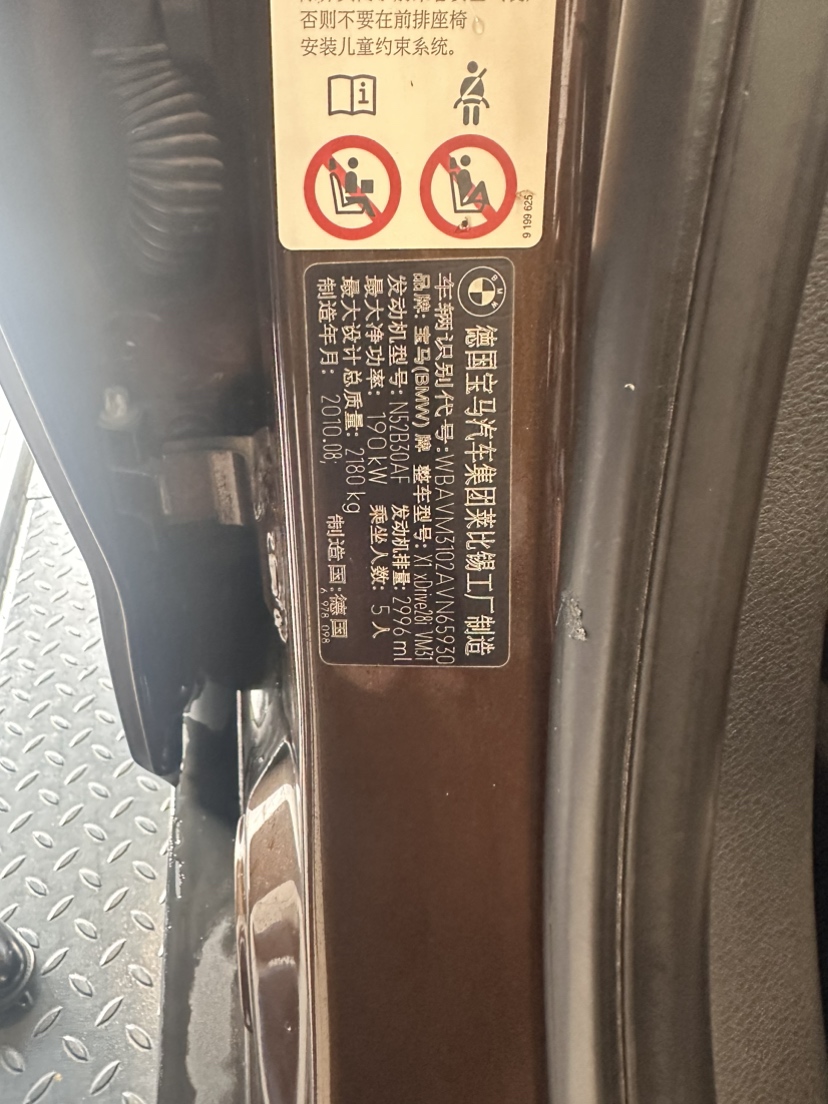 否则不要在前排座椅
安装儿童约束系统。
9 199 625
BMW
德国宝马汽车集团莱比锡工厂制造
车辆识别代号:WBAVM3102AVN65930
品牌: 宝马(BMW) 牌 整车型号: X1 xDrive28i VM31
发动机型号: N52B30AF 发动机排量: 2996 ml
最大净功率: 190 kW 乘坐人数: 5 人
最大设计总质量: 2180 kg
制造年月: 2010.08; 制造国:德国
6 978 098